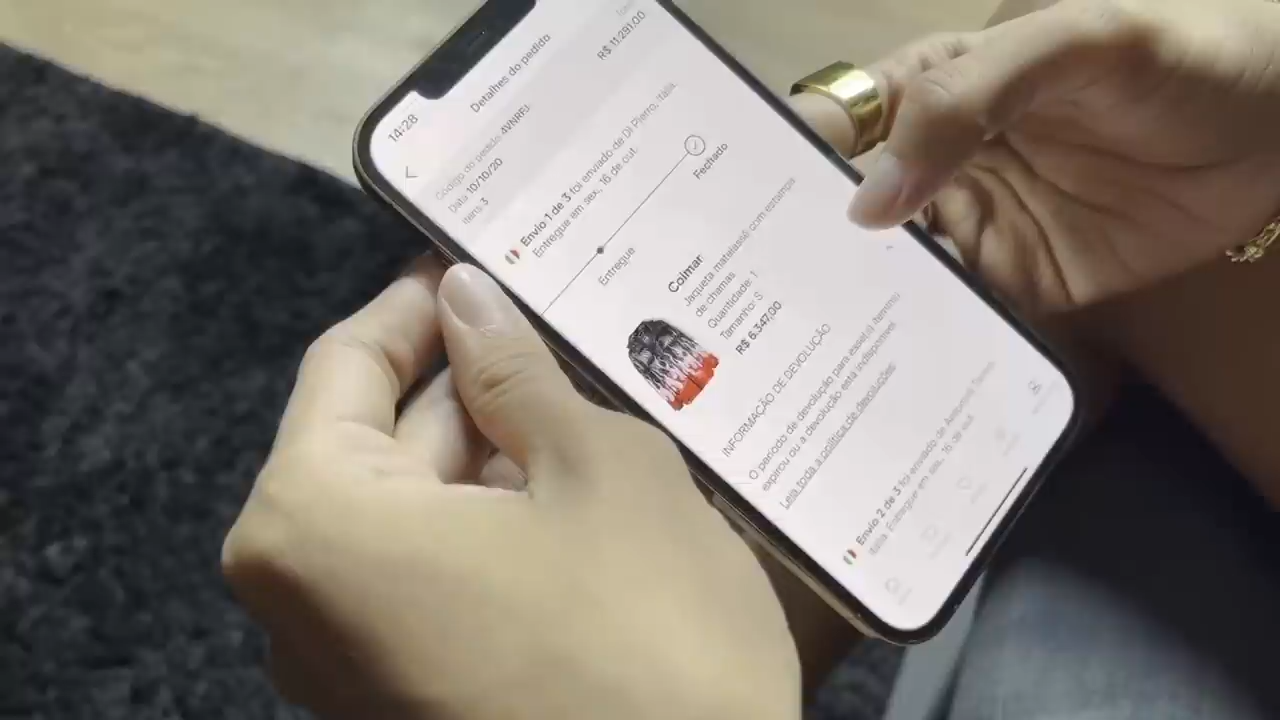 14:28
Detalhes do pedido
R$ 11.291,00
Código do pedido 4VNRFJ-
Data 10/10/20
Itens 3
Envio 1 de 3 foi enviado de Di Pierro, Itália.
Entregue em sex, 16 de out.
Fechado
Entregue
Colmar
Jaqueta matelassê com estampa
de chamas
Quantidade: 1
Tamanho: S
R$ 6.347,00
INFORMAÇÃO DE DEVOLUÇÃO
O período de devolução para esse(s) item(ns)
expirou ou a devolução está indisponível.
Leia toda a política de devoluções
Envio 2 de 3 foi enviado de
Itália. Entregue em sex, 16 de out.